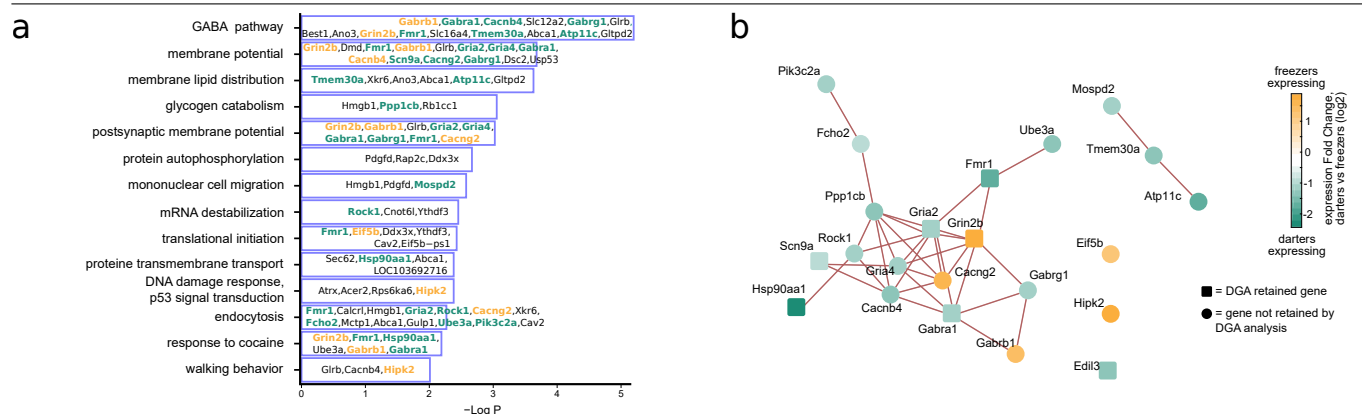 a
GABA pathway
Gabrb1,Gabra1,Cacnb4,Slc12a2,Gabrg1,Glrb,
Best1,Ano3,Grin2b,Fmr1,Slc16a4,Tmem30a,Abca1,Atp11c,Gltpd2
membrane potential
Grin2b,Dmd,Fmr1,Gabrb1,Glrb,Gria2,Gria4,Gabra1,
Cacnb4,Scn9a,Cacng2,Gabrg1,Dsc2,Usp53
membrane lipid distribution
Tmem30a,Xkr6,Ano3,Abca1,Atp11c,Gltpd2
glycogen catabolism
Hmgb1,Ppp1cb,Rb1cc1
postsynaptic membrane potential
Grin2b,Gabrb1,Glrb,Gria2,Gria4,
Gabra1,Gabrg1,Fmr1,Cacng2
protein autophosphorylation
Pdgfd,Rap2c,Ddx3x
mononuclear cell migration
Hmgb1,Pdgfd,Mospd2
mRNA destabilization
Rock1,Cnot6l,Ythdf3
translational initiation
Fmr1,Eif5b,Ddx3x,Ythdf3,
Cav2,Eif5b−ps1
proteine transmembrane transport
Sec62,Hsp90aa1,Abca1,
LOC103692716
DNA damage response,
p53 signal transduction
Atrx,Acer2,Rps6ka6,Hipk2
endocytosis
Fmr1,Calcrl,Hmgb1,Gria2,Rock1,Cacng2,Xkr6,
Fcho2,Mctp1,Abca1,Gulp1,Ube3a,Pik3c2a,Cav2
response to cocaine
Grin2b,Fmr1,Hsp90aa1,
Ube3a,Gabrb1,Gabra1
walking behavior
Glrb,Cacnb4,Hipk2
0 1 2 3 4 5
−Log P
b
Pik3c2a
Fcho2
Ube3a
Fmr1
Ppp1cb
Gria2
Grin2b
Rock1
Scn9a
Gria4
Cacng2
Hsp90aa1
Cacnb4
Gabra1
Gabrg1
Gabrb1
Mospd2
Tmem30a
Atp11c
Eif5b
Hipk2
Edil3
freezers
expressing
1
0
-1
-2
darters
expressing
expression Fold Change,
darters vs freezers (log2)
= DGA retained gene
= gene not retained by
DGA analysis